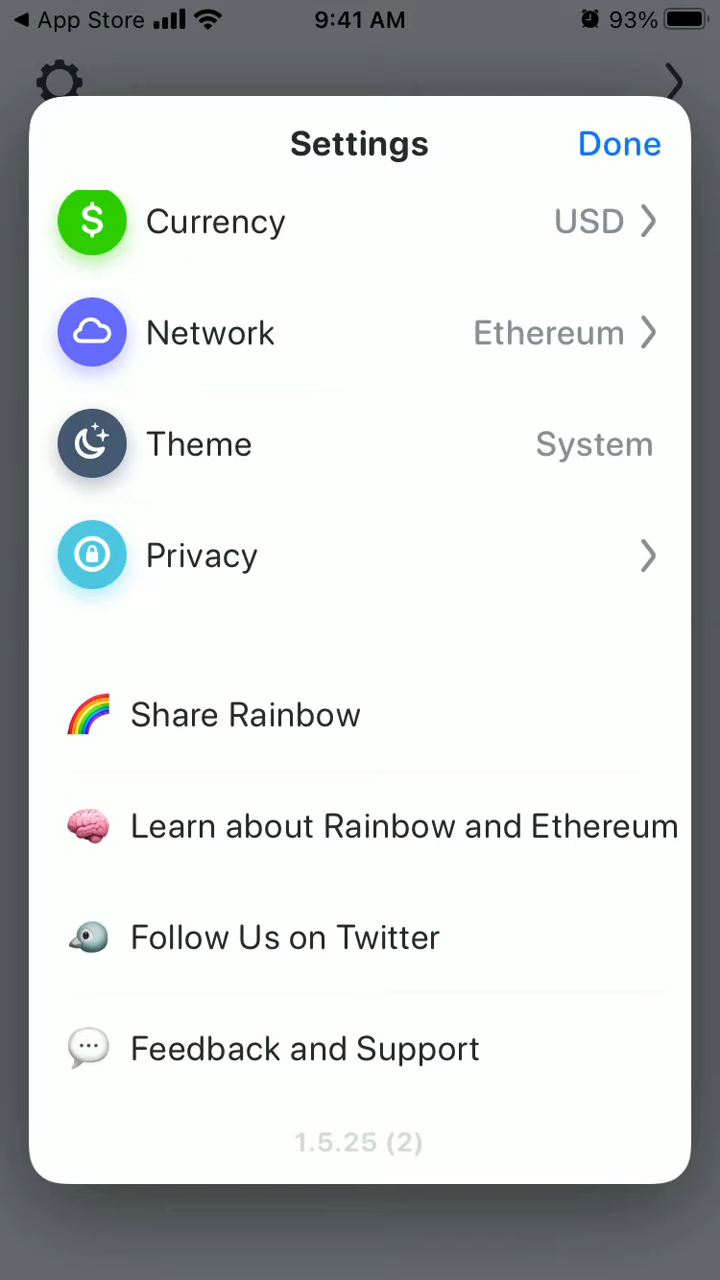 App Store 9:41 AM 93%
Settings Done
$ Currency USD
Network Ethereum
Theme System
Privacy
Share Rainbow
Learn about Rainbow and Ethereum
Follow Us on Twitter
Feedback and Support
1.5.25 (2)